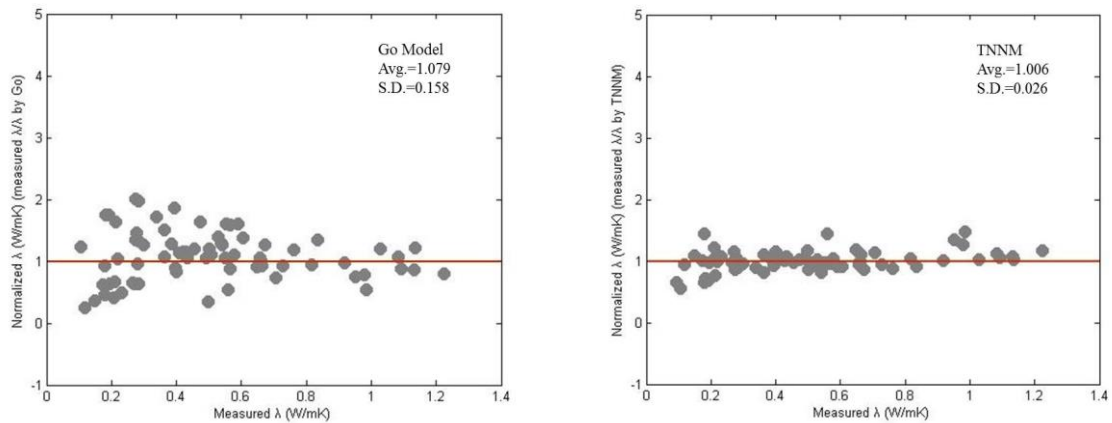 Normalized λ (W/mK) (measured λ/λ by Go)
5
4
3
2
1
0
-1
Go Model
Avg.=1.079
S.D.=0.158
0 0.2 0.4 0.6 0.8 1 1.2 1.4
Measured λ (W/mK)
Normalized λ (W/mK) (measured λ/λ by TNNM)
5
4
3
2
1
0
-1
TNNM
Avg.=1.006
S.D.=0.026
0 0.2 0.4 0.6 0.8 1 1.2 1.4
Measured λ (W/mK)